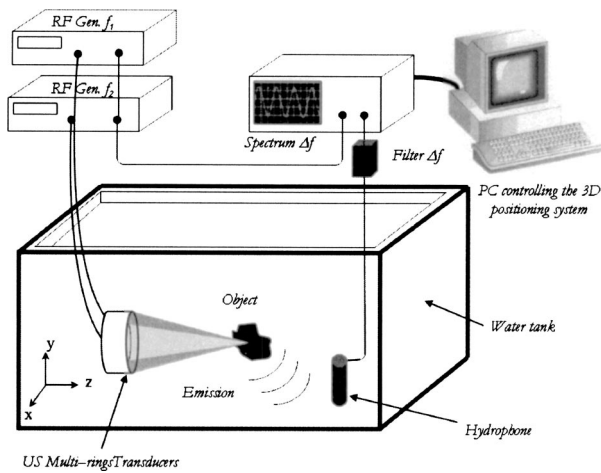 RF Gen. f1
RF Gen. f2
Spectrum Δf
Filter Δf
PC controlling the 3D
positioning system
Object
Water tank
y
z
x
Emission
Hydrophone
US Multi-ringsTransducers